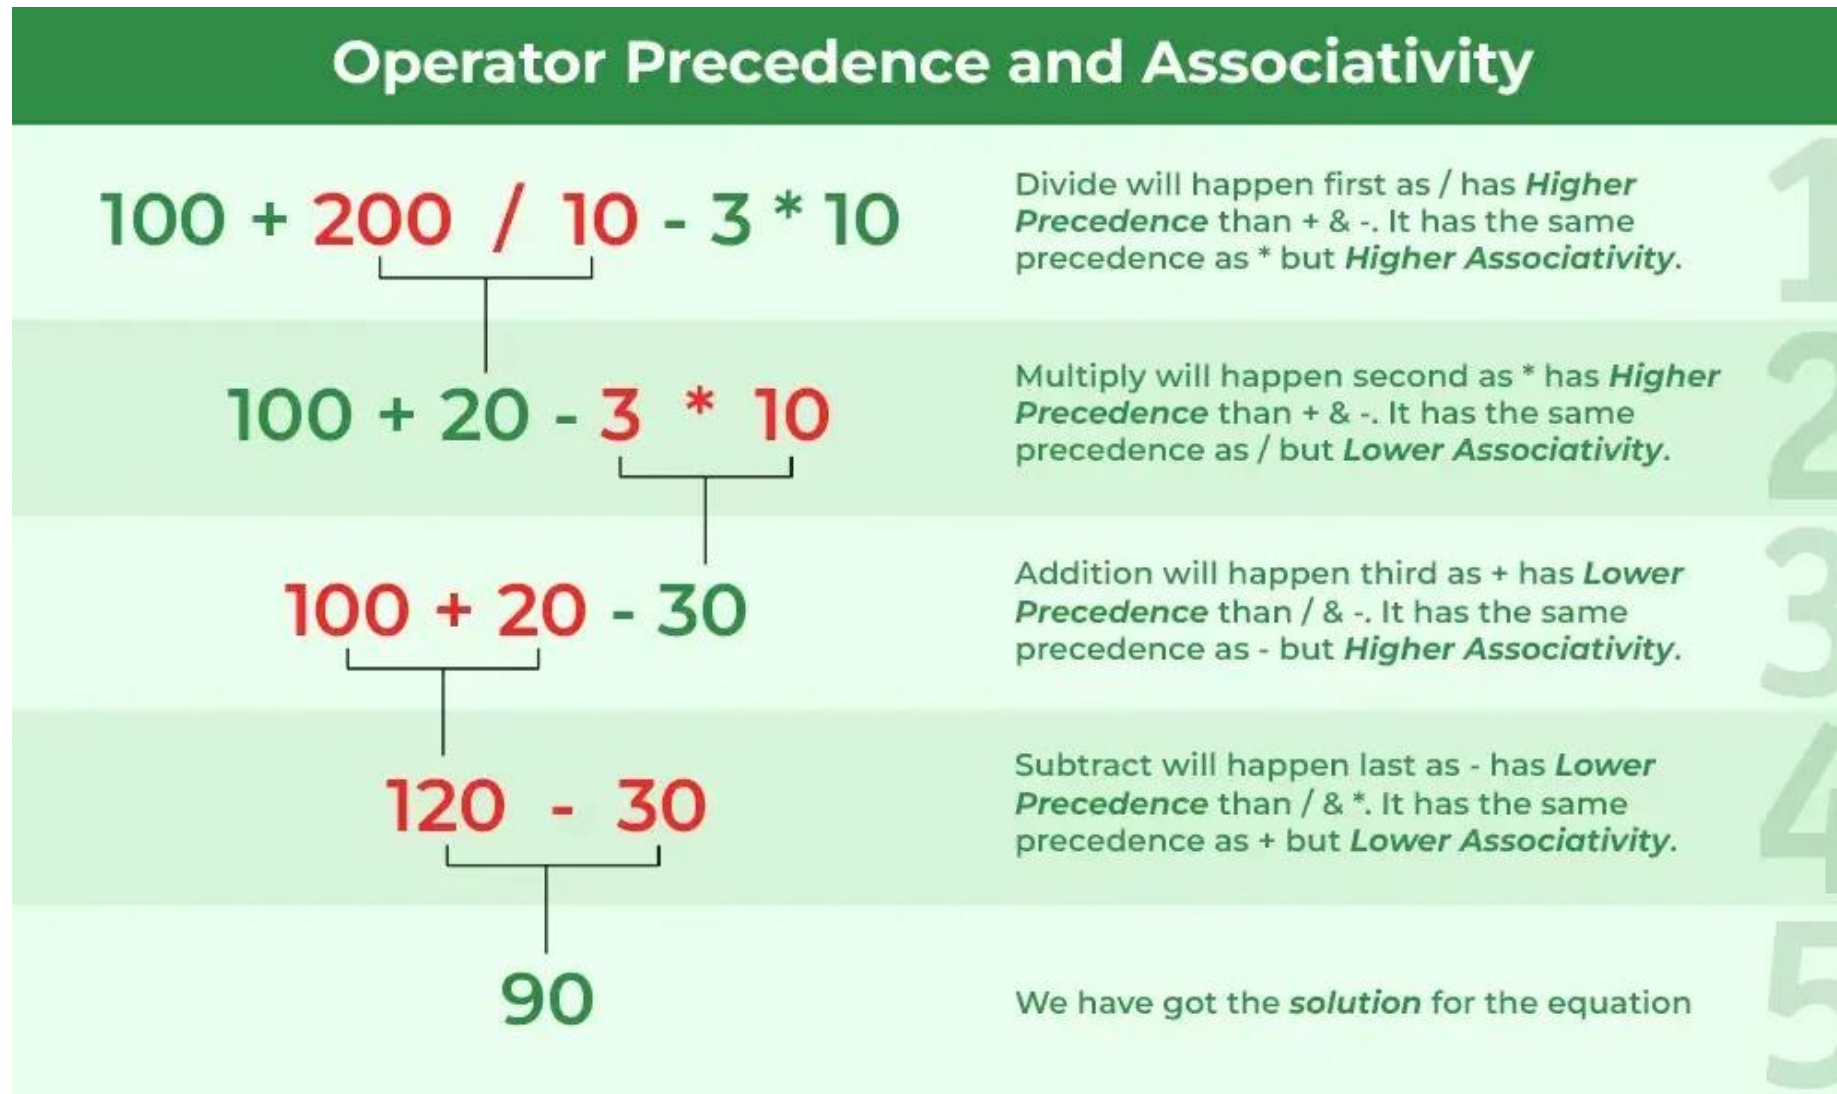 Operator Precedence and Associativity
100 + 200 / 10 - 3 * 10
Divide will happen first as / has Higher
Precedence than + & -. It has the same
precedence as * but Higher Associativity.
1
100 + 20 - 3 * 10
Multiply will happen second as * has Higher
Precedence than + & -. It has the same
precedence as / but Lower Associativity.
2
100 + 20 - 30
Addition will happen third as + has Lower
Precedence than / & -. It has the same
precedence as - but Higher Associativity.
3
120 - 30
Subtract will happen last as - has Lower
Precedence than / & *. It has the same
precedence as + but Lower Associativity.
4
90
We have got the solution for the equation
5